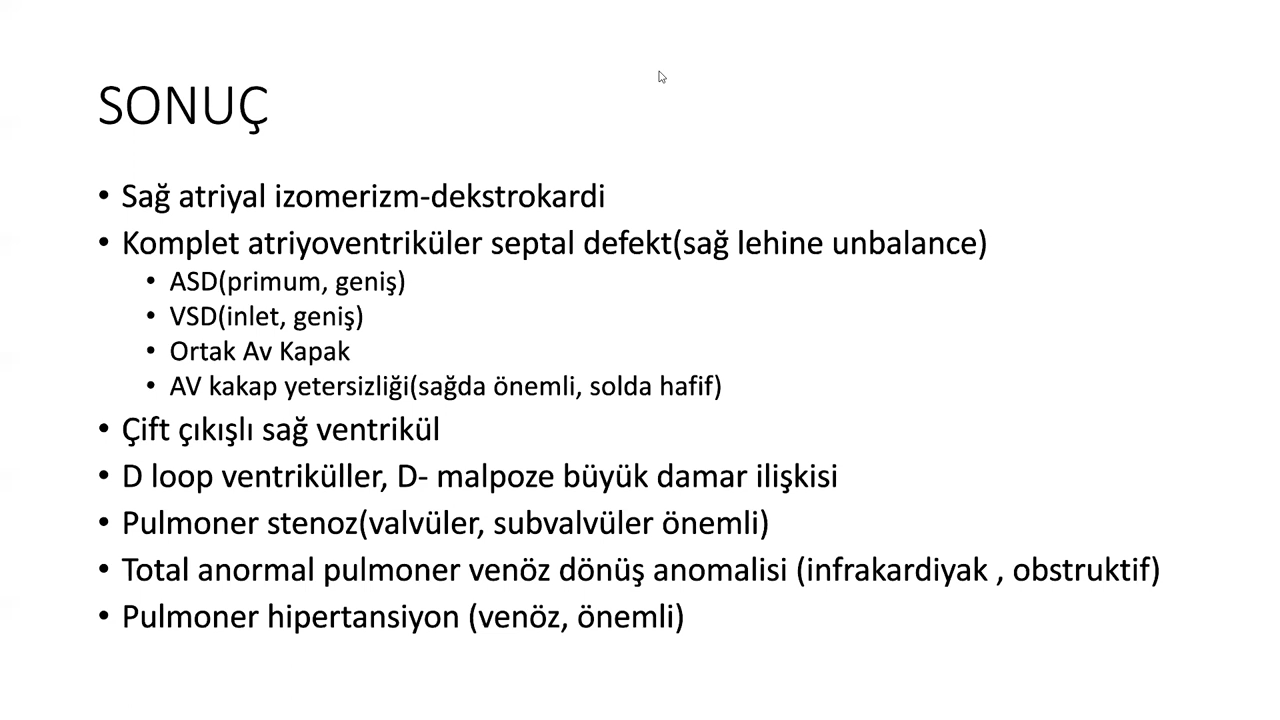 SONUÇ
• Sağ atriyal izomerizm-dekstrokardi
• Komplet atriyoventriküler septal defekt(sağ lehine unbalance)
• ASD(primum, geniş)
• VSD(inlet, geniş)
• Ortak Av Kapak
• AV kakap yetersizliği(sağda önemli, solda hafif)
• Çift çıkışlı sağ ventrikül
• D loop ventriküller, D- malpoze büyük damar ilişkisi
• Pulmoner stenoz(valvüler, subvalvüler önemli)
• Total anormal pulmoner venöz dönüş anomalisi (infrakardiyak , obstruktif)
• Pulmoner hipertansiyon (venöz, önemli)